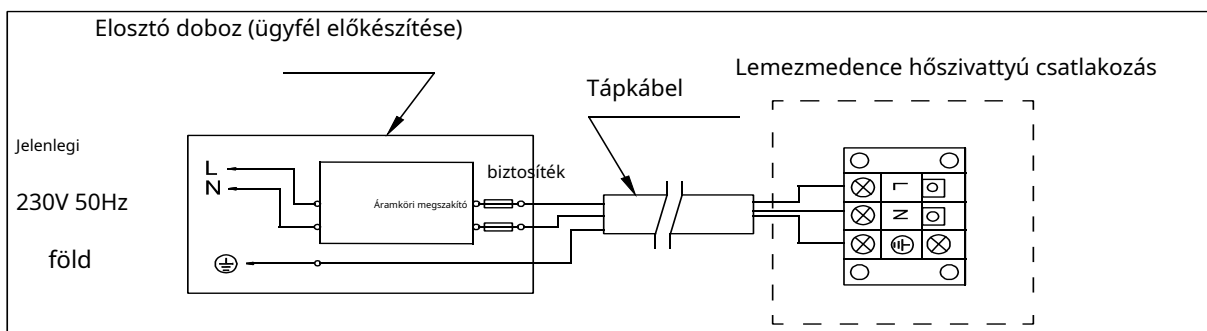 Elosztó doboz (ügyfél előkészítése)
Lemezmedence hőszivattyú csatlakozás
Tápkábel
Jelenlegi
L
N
biztosíték
230V 50Hz
Áramköri megszakító
föld
L
N